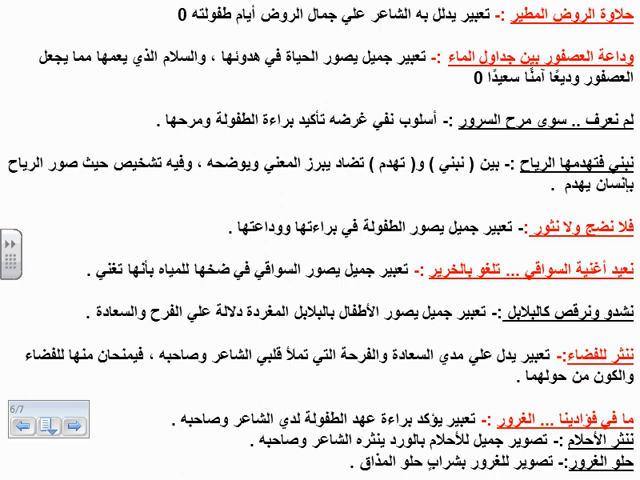 حلاوة الروض المطير :- تعبير يدلل به الشاعر علي جمال الروض أيام طفولته 0
وداعة العصفور بين جداول الماء :- تعبير جميل يصور الحياة في هدوئها ، والسلام الذي يعمها مما يجعل
العصفور وديعًا آمنًا سعيدًا 0
لم نعرف .. سوى مرح السرور :- أسلوب نفي غرضه تأكيد براءة الطفولة ومرحها .
نبني فتهدمها الرياح :- بين ( نبني ) و( تهدم ) تضاد يبرز المعني ويوضحه ، وفيه تشخيص حيث صور الرياح
بإنسان يهدم .
فلا نضج ولا نثور :- تعبير جميل يصور الطفولة في براءتها ووداعتها .
نعيد أغنية السواقي ... تلغو بالخرير :- تعبير جميل يصور السواقي في ضخها للمياه بأنها تغني .
نشدو ونرقص كالبلابل :- تعبير جميل يصور الأطفال بالبلابل المغردة دلالة علي الفرح والسعادة .
ننثر للفضاء:- تعبير يدل علي مدي السعادة والفرحة التي تملأ قلبي الشاعر وصاحبه ، فيمنحان منها للفضاء
والكون من حولهما .
ما في فؤادينا ... الغرور :- تعبير يؤكد براءة عهد الطفولة لدي الشاعر وصاحبه .
ننثر الأحلام :- تصوير جميل للأحلام بالورد ينثره الشاعر وصاحبه .
حلو الغرور:- تصوير للغرور بشرابٍ حلو المذاق .
6/7